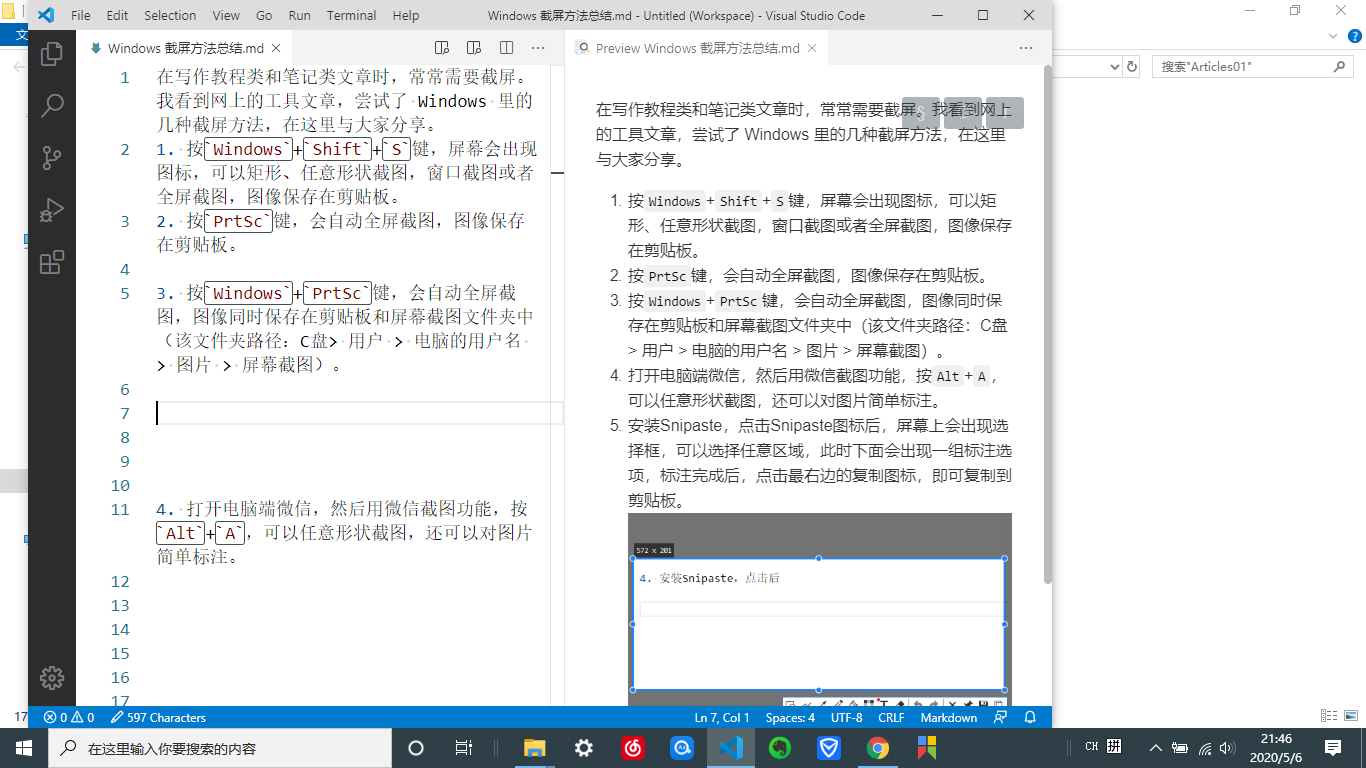 File Edit Selection View Go Run Terminal Help Windows 截屏方法总结.md - Untitled (Workspace) - Visual Studio Code
文
Windows 截屏方法总结.md
Preview Windows 截屏方法总结.md
搜索"Articles01"
1 在写作教程类和笔记类文章时，常常需要截屏。
我看到网上的工具文章，尝试了 Windows 里的
几种截屏方法，在这里与大家分享。
2 1. 按`Windows`+`Shift`+`S`键，屏幕会出现
图标，可以矩形、任意形状截图，窗口截图或者
全屏截图，图像保存在剪贴板。
3 2. 按`PrtSc`键，会自动全屏截图，图像保存
在剪贴板。
4
5 3. 按`Windows`+`PrtSc`键，会自动全屏截
图，图像同时保存在剪贴板和屏幕截图文件夹中
（该文件夹路径：C盘> 用户 > 电脑的用户名
> 图片 > 屏幕截图）。
6
7
8
9
10
11 4. 打开电脑端微信，然后用微信截图功能，按
`Alt`+`A`，可以任意形状截图，还可以对图片
简单标注。
12
13
14
15
16
17
在写作教程类和笔记类文章时，常常需要截屏。我看到网上
的工具文章，尝试了 Windows 里的几种截屏方法，在这里
与大家分享。
1. 按 Windows + Shift + S 键，屏幕会出现图标，可以矩
形、任意形状截图，窗口截图或者全屏截图，图像保存
在剪贴板。
2. 按 PrtSc 键，会自动全屏截图，图像保存在剪贴板。
3. 按 Windows + PrtSc 键，会自动全屏截图，图像同时保
存在剪贴板和屏幕截图文件夹中（该文件夹路径：C盘
> 用户 > 电脑的用户名 > 图片 > 屏幕截图）。
4. 打开电脑端微信，然后用微信截图功能，按 Alt + A ，
可以任意形状截图，还可以对图片简单标注。
5. 安装Snipaste，点击Snipaste图标后，屏幕上会出现选
择框，可以选择任意区域，此时下面会出现一组标注选
项，标注完成后，点击最右边的复制图标，即可复制到
剪贴板。
572 x 201
4. 安装Snipaste，点击后
17
0 0 597 Characters Ln 7, Col 1 Spaces: 4 UTF-8 CRLF Markdown
在这里输入你要搜索的内容
CH 拼
21:46
2020/5/6